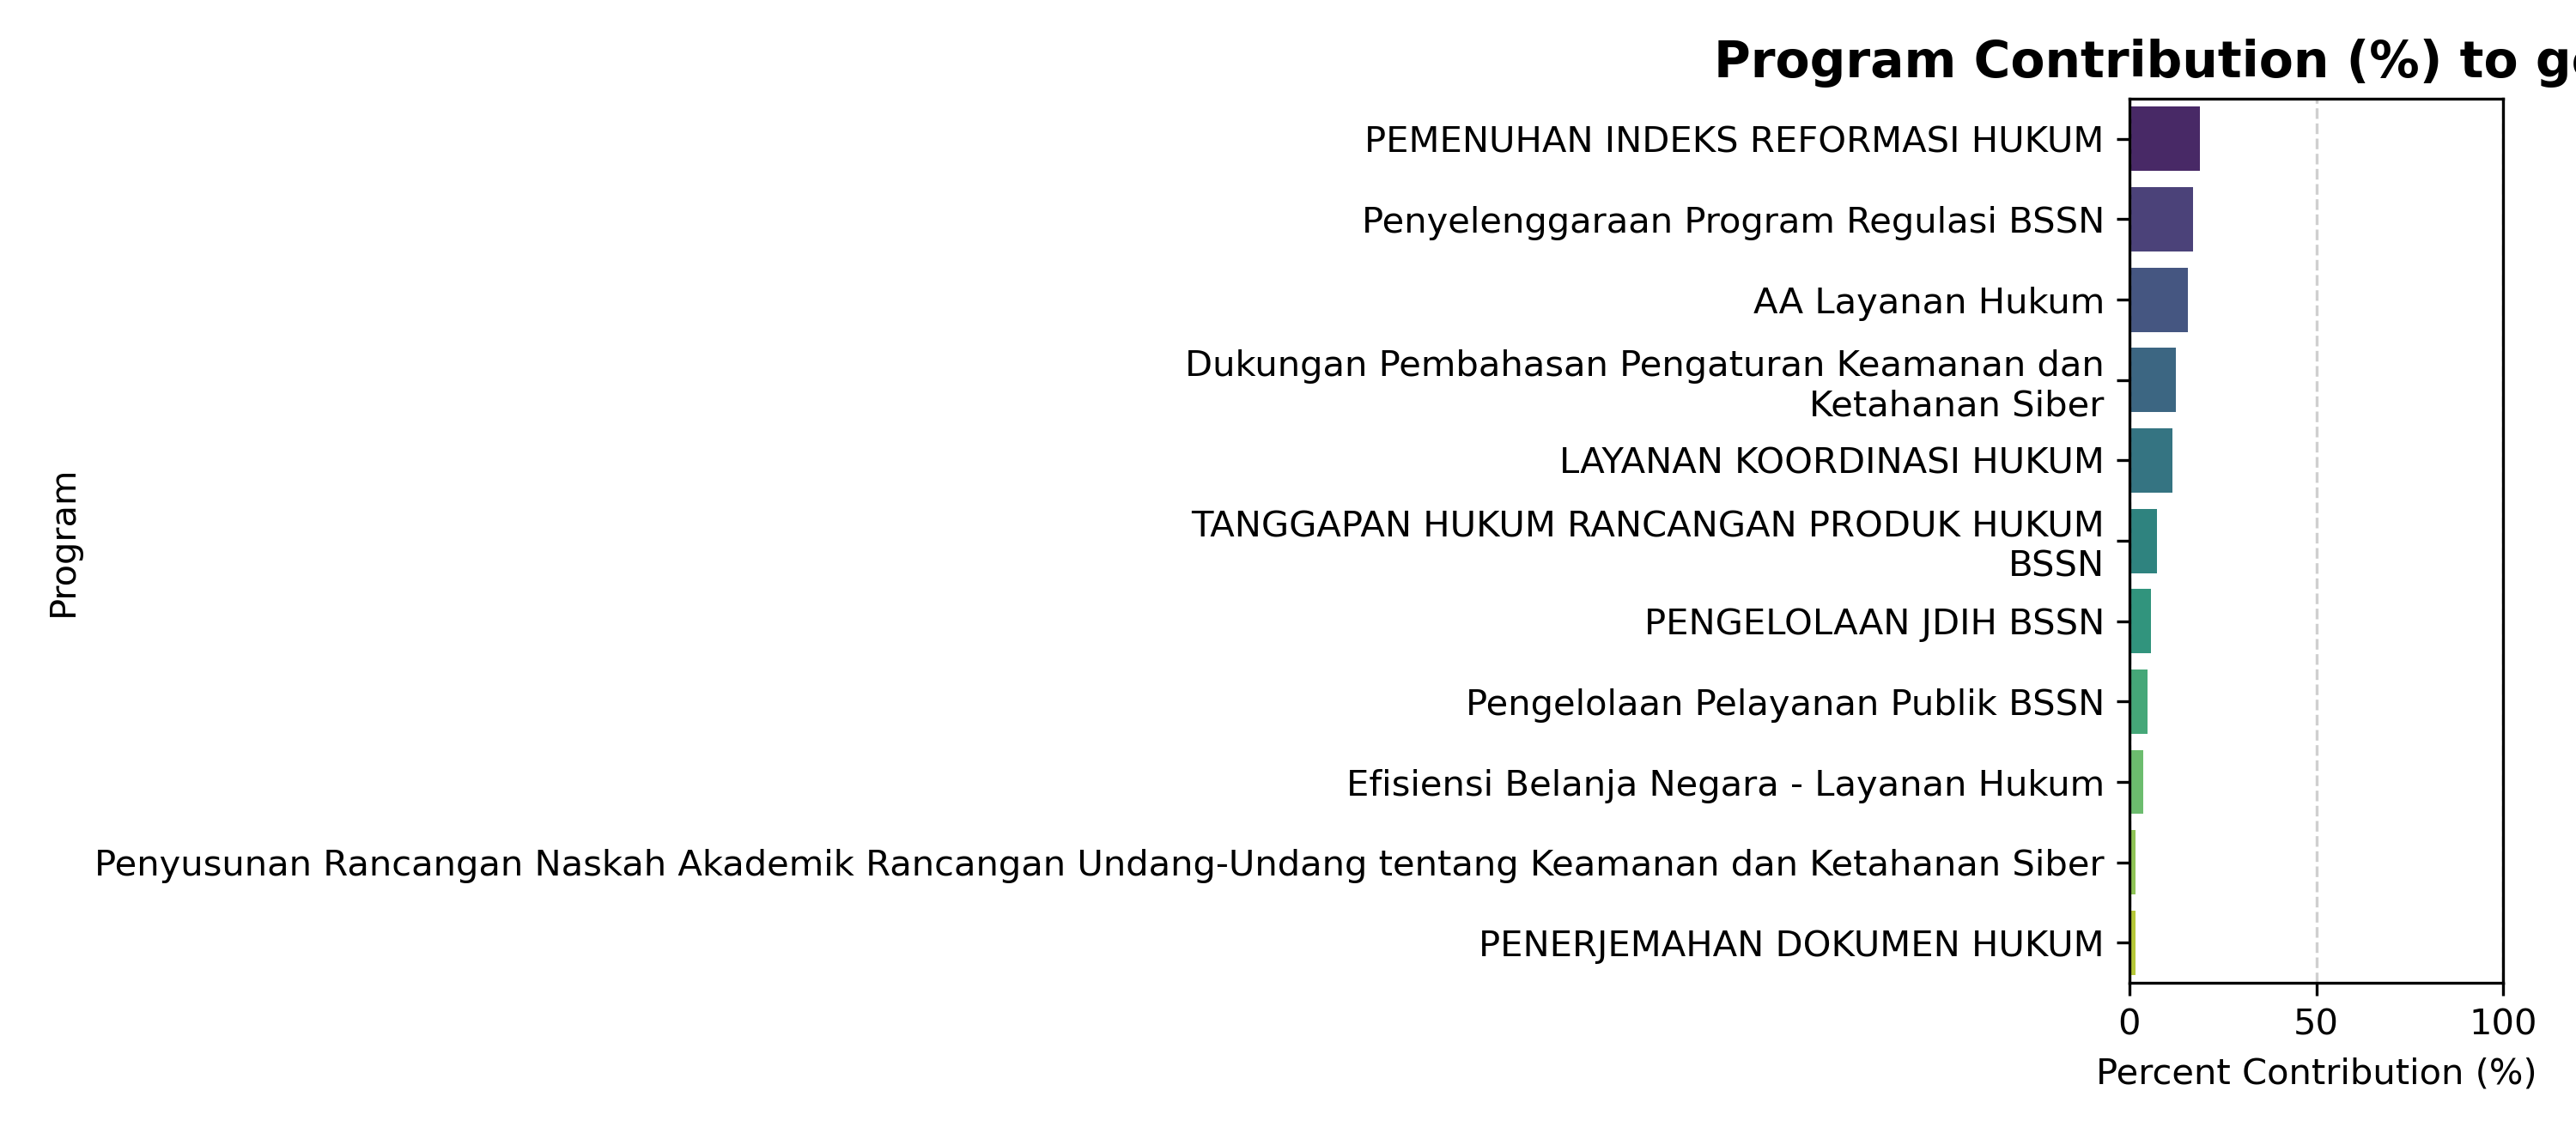 Program Contribution (%) to g
PEMENUHAN INDEKS REFORMASI HUKUM
Penyelenggaraan Program Regulasi BSSN
AA Layanan Hukum
Dukungan Pembahasan Pengaturan Keamanan dan
Ketahanan Siber
LAYANAN KOORDINASI HUKUM
TANGGAPAN HUKUM RANCANGAN PRODUK HUKUM
BSSN
PENGELOLAAN JDIH BSSN
Pengelolaan Pelayanan Publik BSSN
Efisiensi Belanja Negara - Layanan Hukum
Penyusunan Rancangan Naskah Akademik Rancangan Undang-Undang tentang Keamanan dan Ketahanan Siber
PENERJEMAHAN DOKUMEN HUKUM
Program
0 50 100
Percent Contribution (%)